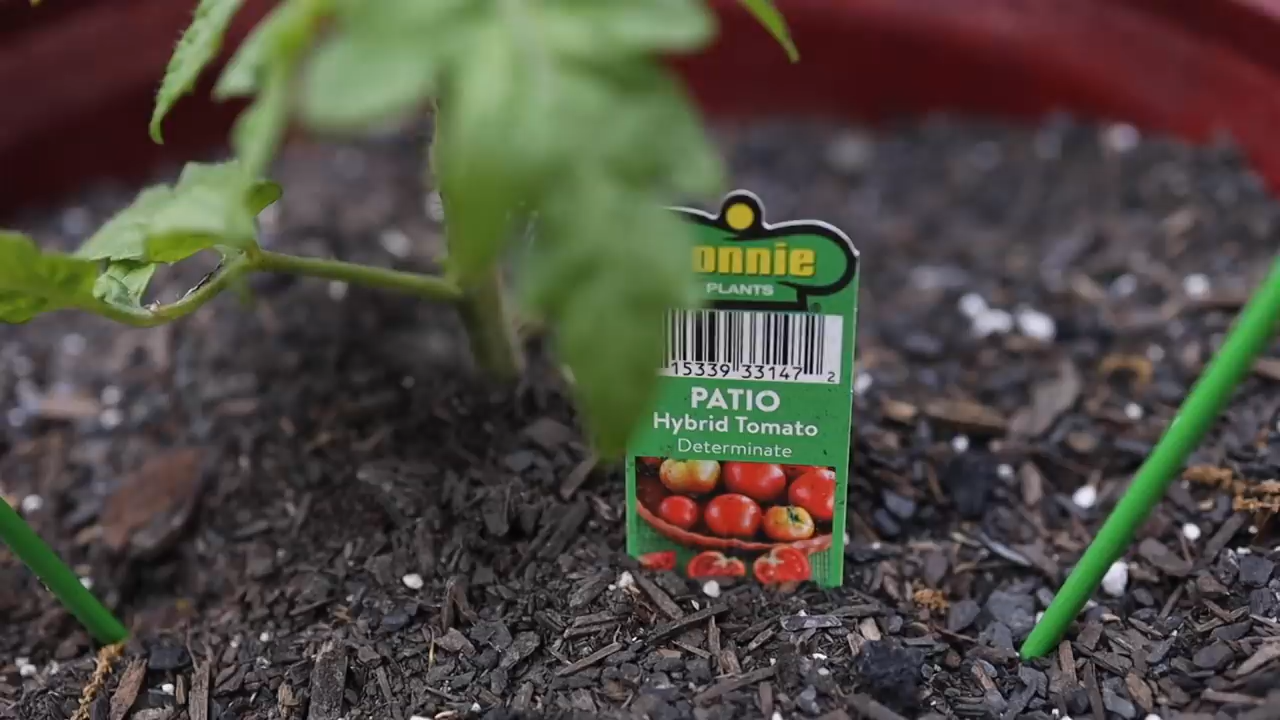 onnie
PLANTS
15339 33147 2
PATIO
Hybrid Tomato
Determinate